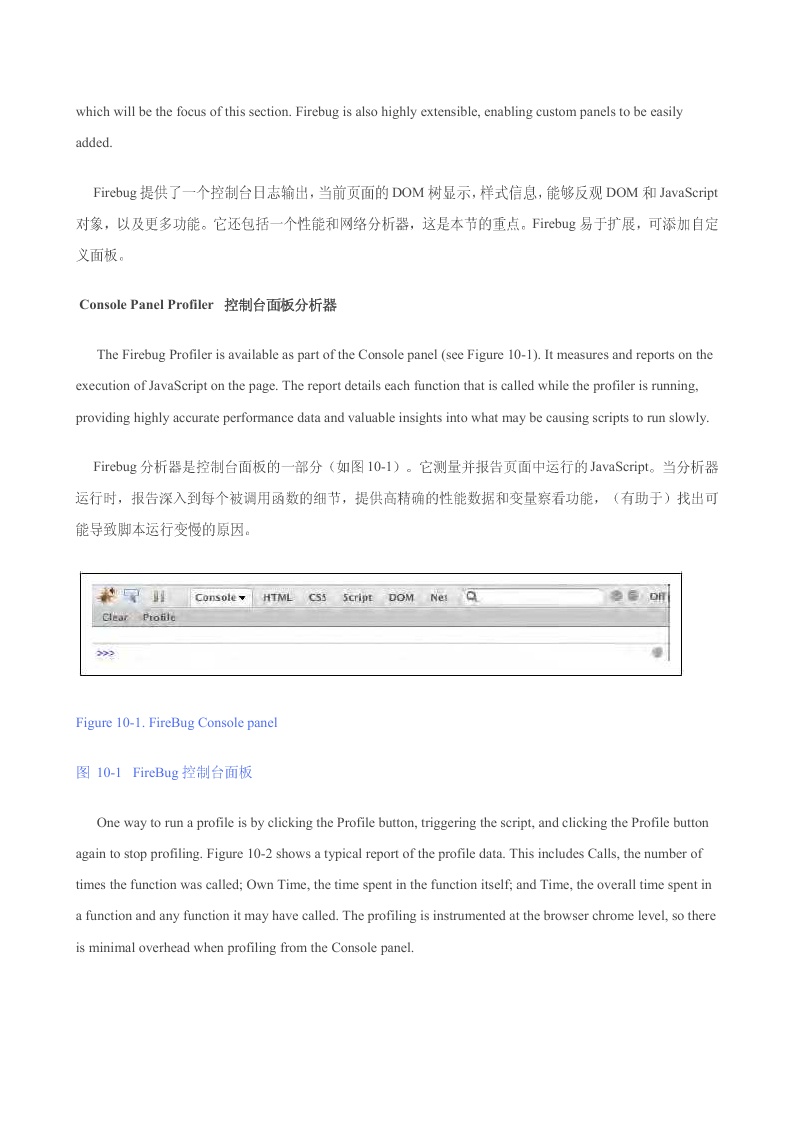 which will be the focus of this section. Firebug is also highly extensible, enabling custom panels to be easily
added.
Firebug 提供了一个控制台日志输出，当前页面的 DOM 树显示，样式信息，能够反观 DOM 和 JavaScript
对象，以及更多功能。它还包括一个性能和网络分析器，这是本节的重点。Firebug 易于扩展，可添加自定
义面板。
Console Panel Profiler 控制台面板分析器
The Firebug Profiler is available as part of the Console panel (see Figure 10-1). It measures and reports on the
execution of JavaScript on the page. The report details each function that is called while the profiler is running,
providing highly accurate performance data and valuable insights into what may be causing scripts to run slowly.
Firebug 分析器是控制台面板的一部分（如图 10-1）。它测量并报告页面中运行的 JavaScript。当分析器
运行时，报告深入到每个被调用函数的细节，提供高精确的性能数据和变量察看功能，（有助于）找出可
能导致脚本运行变慢的原因。
Console HTML CSS Script DOM Net Off
Clear Profile
>>>
Figure 10-1. FireBug Console panel
图 10-1 FireBug 控制台面板
One way to run a profile is by clicking the Profile button, triggering the script, and clicking the Profile button
again to stop profiling. Figure 10-2 shows a typical report of the profile data. This includes Calls, the number of
times the function was called; Own Time, the time spent in the function itself; and Time, the overall time spent in
a function and any function it may have called. The profiling is instrumented at the browser chrome level, so there
is minimal overhead when profiling from the Console panel.